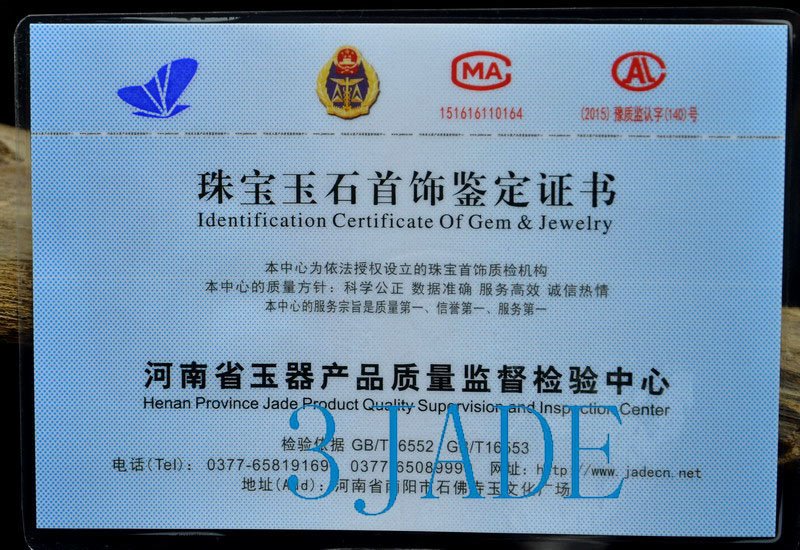 MA
151616110164
AL
(2015)豫质监认字(140)号
珠宝玉石首饰鉴定证书
Identification Certificate Of Gem & Jewelry
本中心为依法授权设立的珠宝首饰质检机构
本中心的质量方针：科学公正 数据准确 服务高效 诚信热情
本中心的服务宗旨是质量第一、信誉第一、服务第一
河南省玉器产品质量监督检验中心
Henan Province Jade Product Quality Supervision and Inspection Center
检验依据 GB/T16552 GB/T16553
电话(Tel)：0377-65819169 0377-6508999 网址：http://www.jadecn.net
地址(Add)：河南省南阳市石佛寺玉文化广场
3JADE